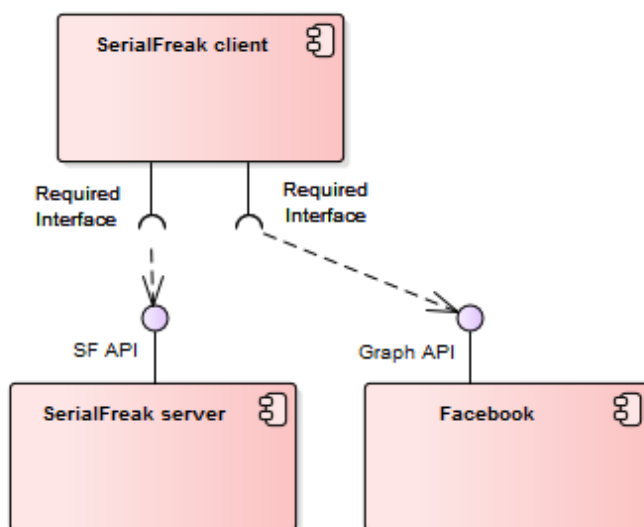 SerialFreak client
Required
Interface
Required
Interface
SF API
Graph API
SerialFreak server
Facebook